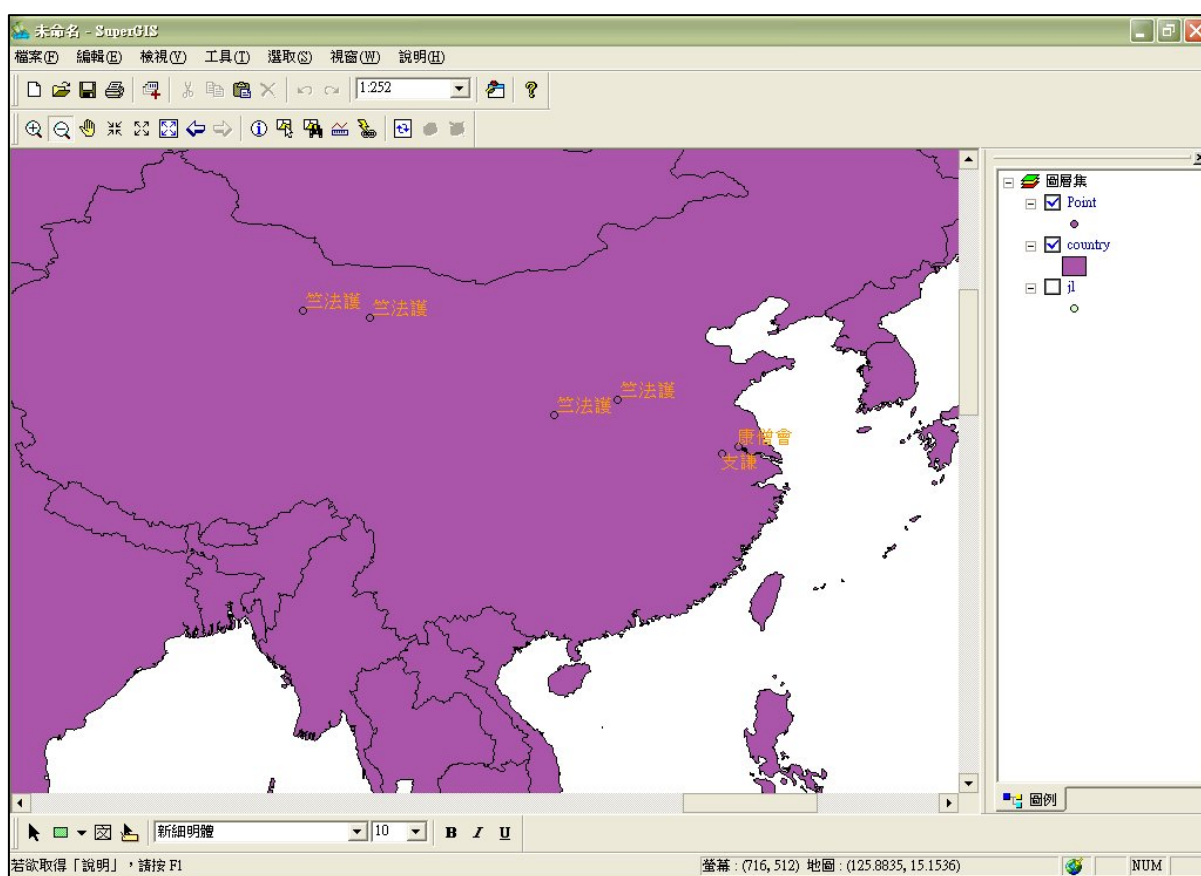 未命名 - SuperGIS
檔案(F) 編輯(E) 檢視(V) 工具(T) 選取(S) 視窗(W) 說明(H)
1:252
圖層集
Point
country
jl
竺法護
竺法護
竺法護
竺法護
康僧會
支謙
圖例
新細明體 10 B I U
若欲取得「說明」，請按 F1 螢幕 : (716, 512) 地圖 : (125.8835, 15.1536) NUM